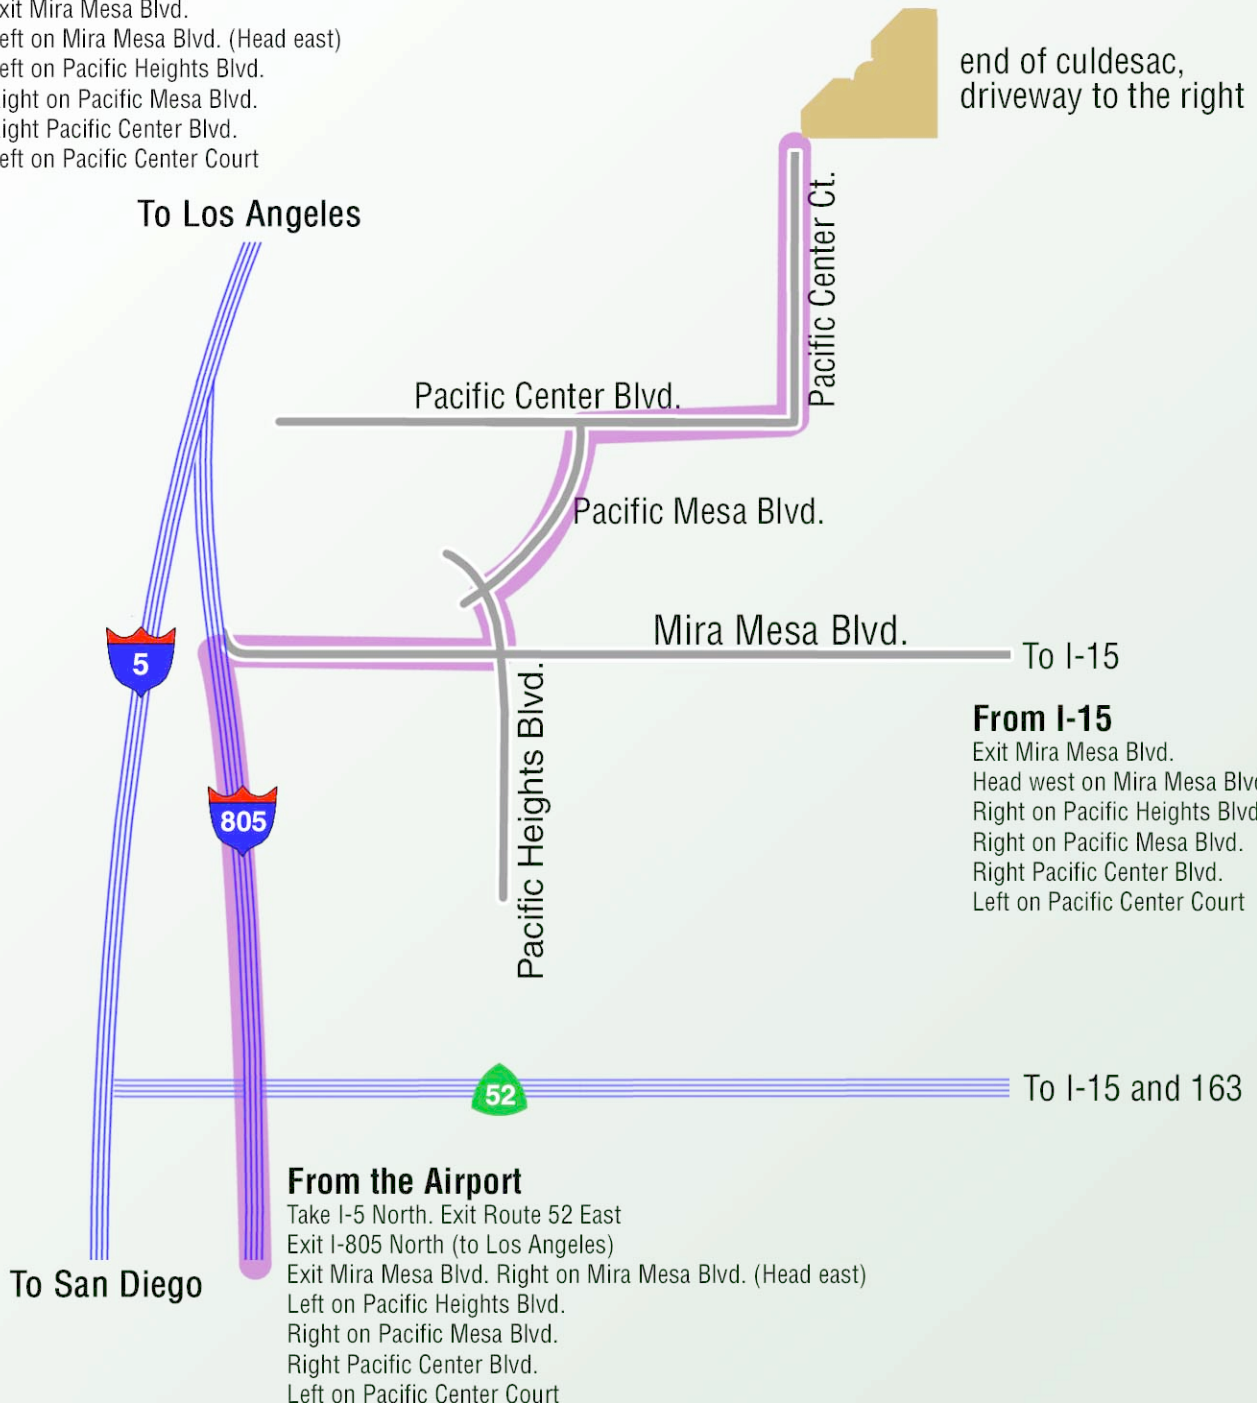 xit Mira Mesa Blvd.
eft on Mira Mesa Blvd. (Head east)
eft on Pacific Heights Blvd.
ight on Pacific Mesa Blvd.
ight Pacific Center Blvd.
eft on Pacific Center Court
end of culdesac,
driveway to the right
To Los Angeles
Pacific Center Ct.
Pacific Center Blvd.
Pacific Mesa Blvd.
Mira Mesa Blvd.
To I-15
5
Pacific Heights Blvd.
805
From I-15
Exit Mira Mesa Blvd.
Head west on Mira Mesa Blv
Right on Pacific Heights Blvd
Right on Pacific Mesa Blvd.
Right Pacific Center Blvd.
Left on Pacific Center Court
52
To I-15 and 163
From the Airport
Take I-5 North. Exit Route 52 East
Exit I-805 North (to Los Angeles)
Exit Mira Mesa Blvd. Right on Mira Mesa Blvd. (Head east)
Left on Pacific Heights Blvd.
Right on Pacific Mesa Blvd.
Right Pacific Center Blvd.
Left on Pacific Center Court
To San Diego